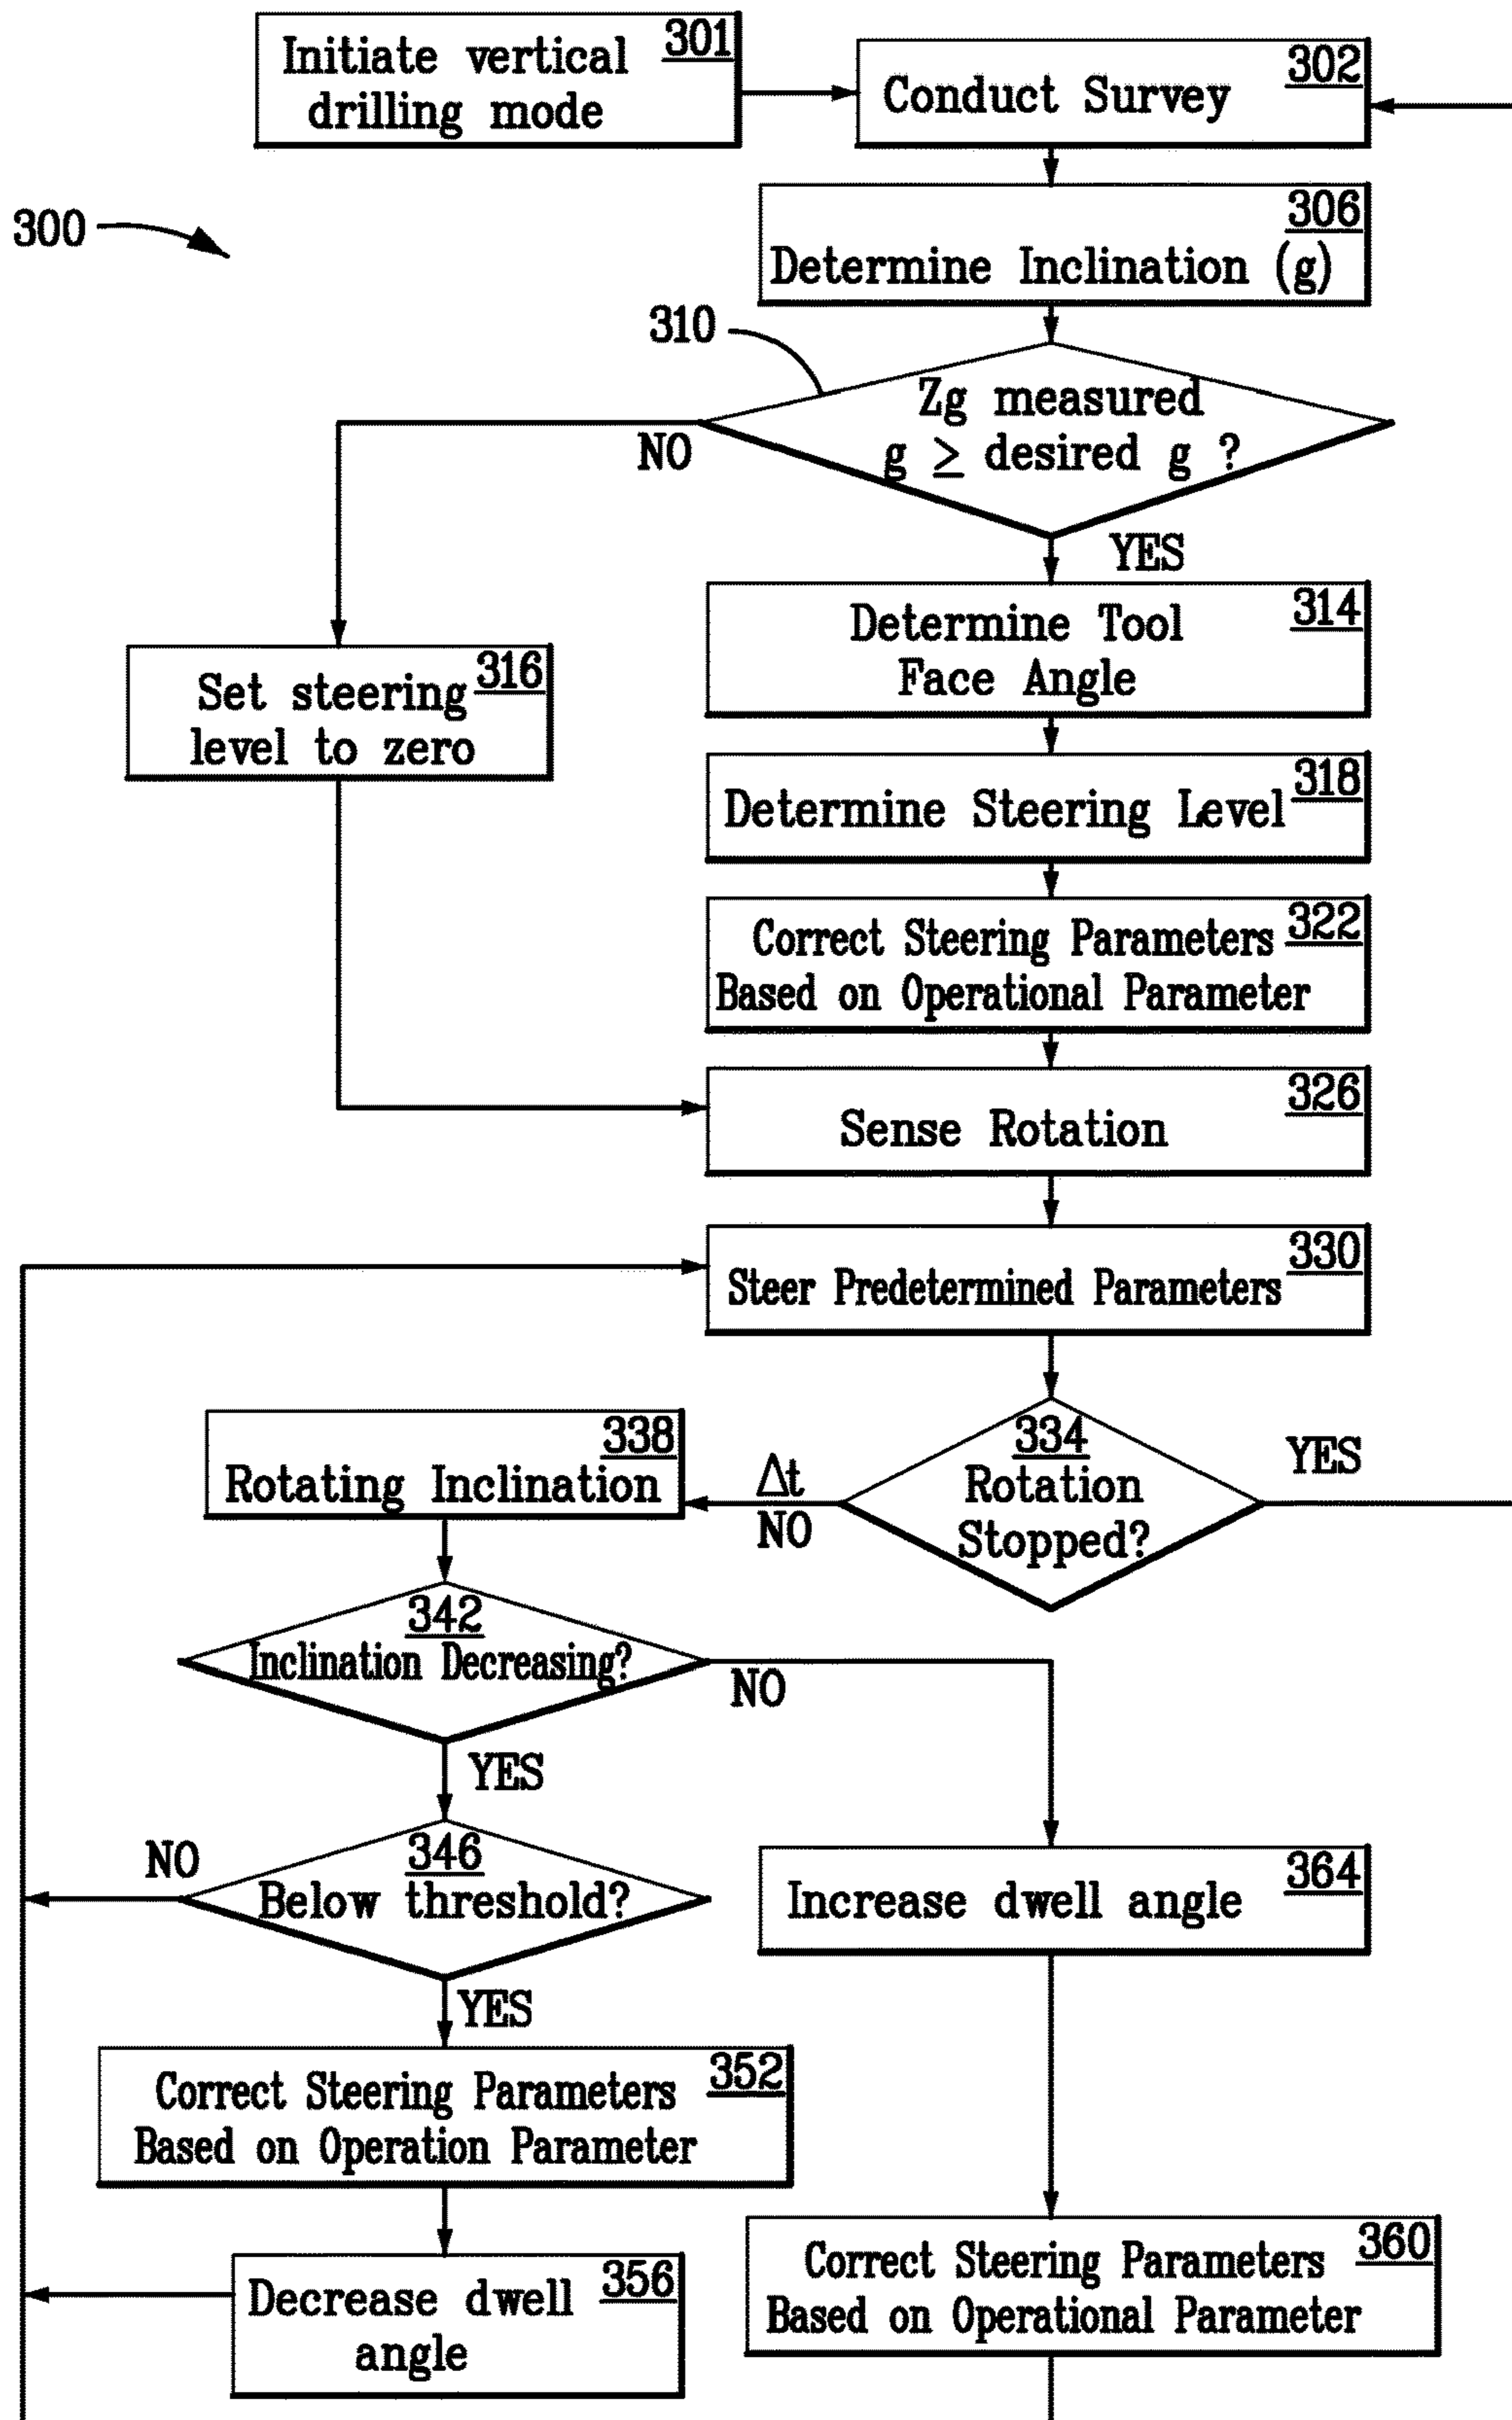 Initiate vertical 301
drilling mode
Conduct Survey 302
300
306
Determine Inclination (g)
310
Zg measured
g ≥ desired g ?
NO
YES
Determine Tool 314
Face Angle
Set steering 316
level to zero
Determine Steering Level 318
Correct Steering Parameters 322
Based on Operational Parameter
326
Sense Rotation
330
Steer Predetermined Parameters
334
Rotation
Stopped?
YES
Δt
NO
338
Rotating Inclination
342
Inclination Decreasing?
NO
YES
346
Below threshold?
NO
YES
Increase dwell angle 364
Correct Steering Parameters 352
Based on Operation Parameter
Decrease dwell 356
angle
Correct Steering Parameters 360
Based on Operational Parameter